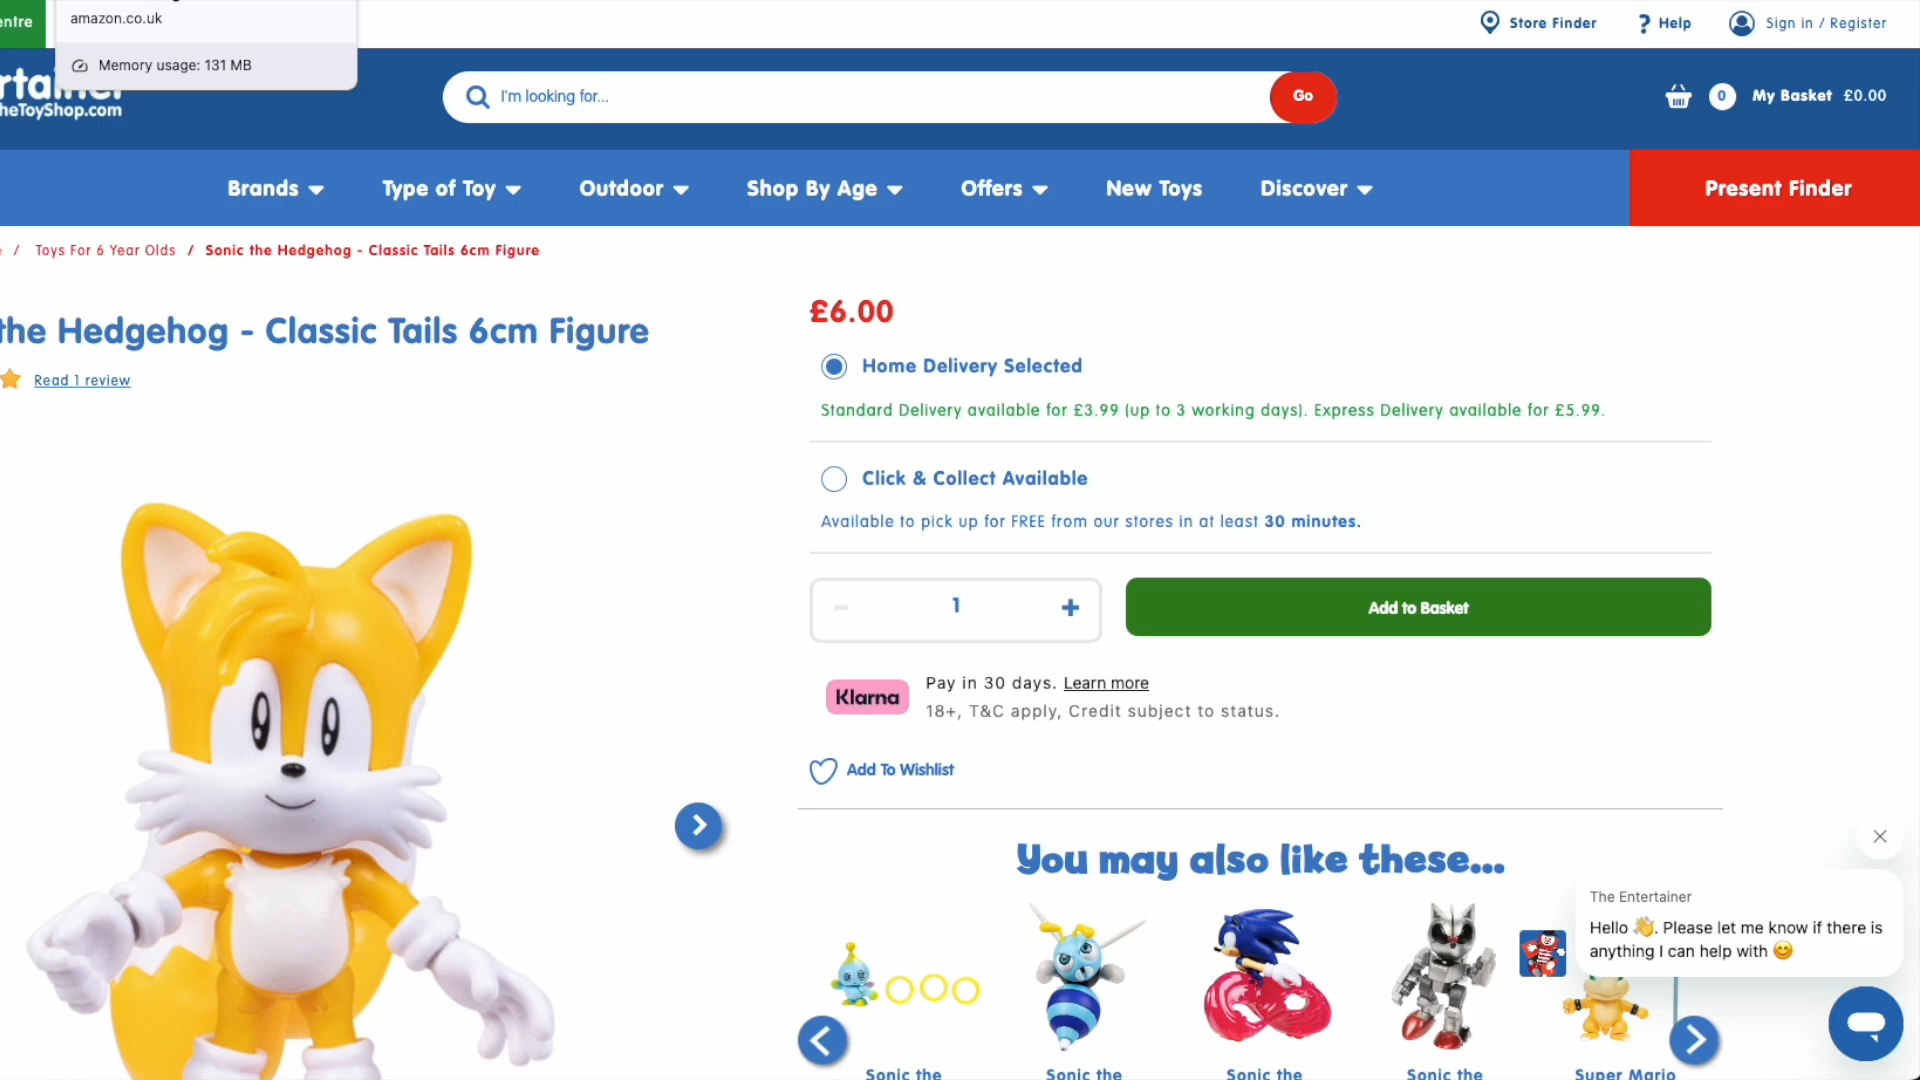 entre
amazon.co.uk
Memory usage: 131 MB
Store Finder
? Help
Sign in / Register
heToyShop.com
I'm looking for...
Go
0
My Basket £0.00
Brands
Type of Toy
Outdoor
Shop By Age
Offers
New Toys
Discover
Present Finder
/ Toys For 6 Year Olds / Sonic the Hedgehog - Classic Tails 6cm Figure
the Hedgehog - Classic Tails 6cm Figure
Read 1 review
£6.00
Home Delivery Selected
Standard Delivery available for £3.99 (up to 3 working days). Express Delivery available for £5.99.
Click & Collect Available
Available to pick up for FREE from our stores in at least 30 minutes.
1
Add to Basket
Klarna
Pay in 30 days. Learn more
18+, T&C apply, Credit subject to status.
Add To Wishlist
You may also like these...
The Entertainer
Hello 👋. Please let me know if there is
anything I can help with 😊
Sonic the
Sonic the
Sonic the
Sonic the
Super Mario